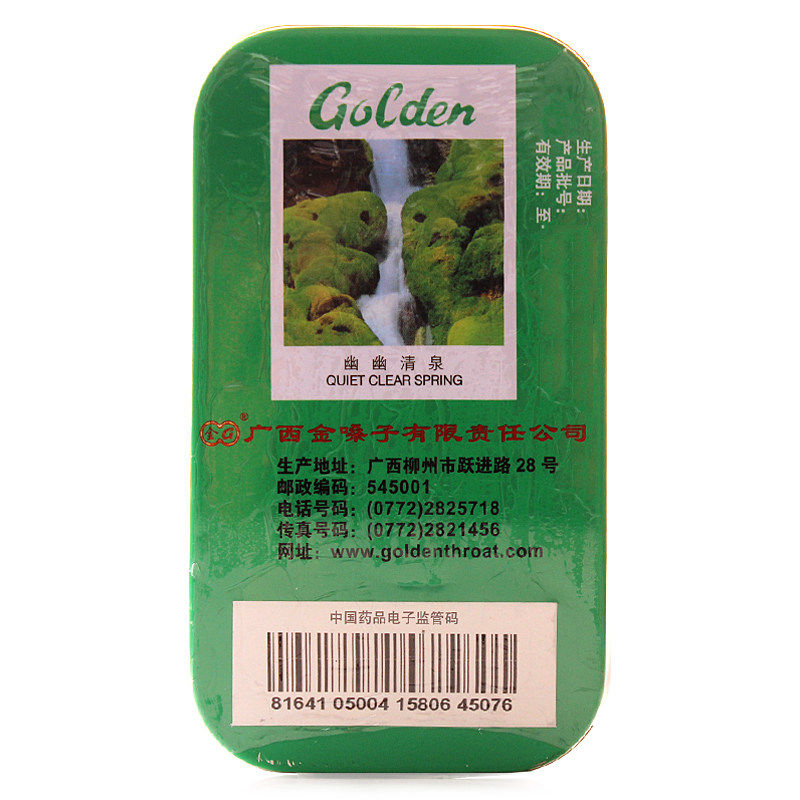 Golden
幽幽清泉
QUIET CLEAR SPRING
生产日期:
产品批号:
有效期: 至
金日®广西金嗓子有限责任公司
生产地址: 广西柳州市跃进路 28 号
邮政编码: 545001
电话号码: (0772)2825718
传真号码: (0772)2821456
网址: www.goldenthroat.com
中国药品电子监管码
81641 05004 15806 45076